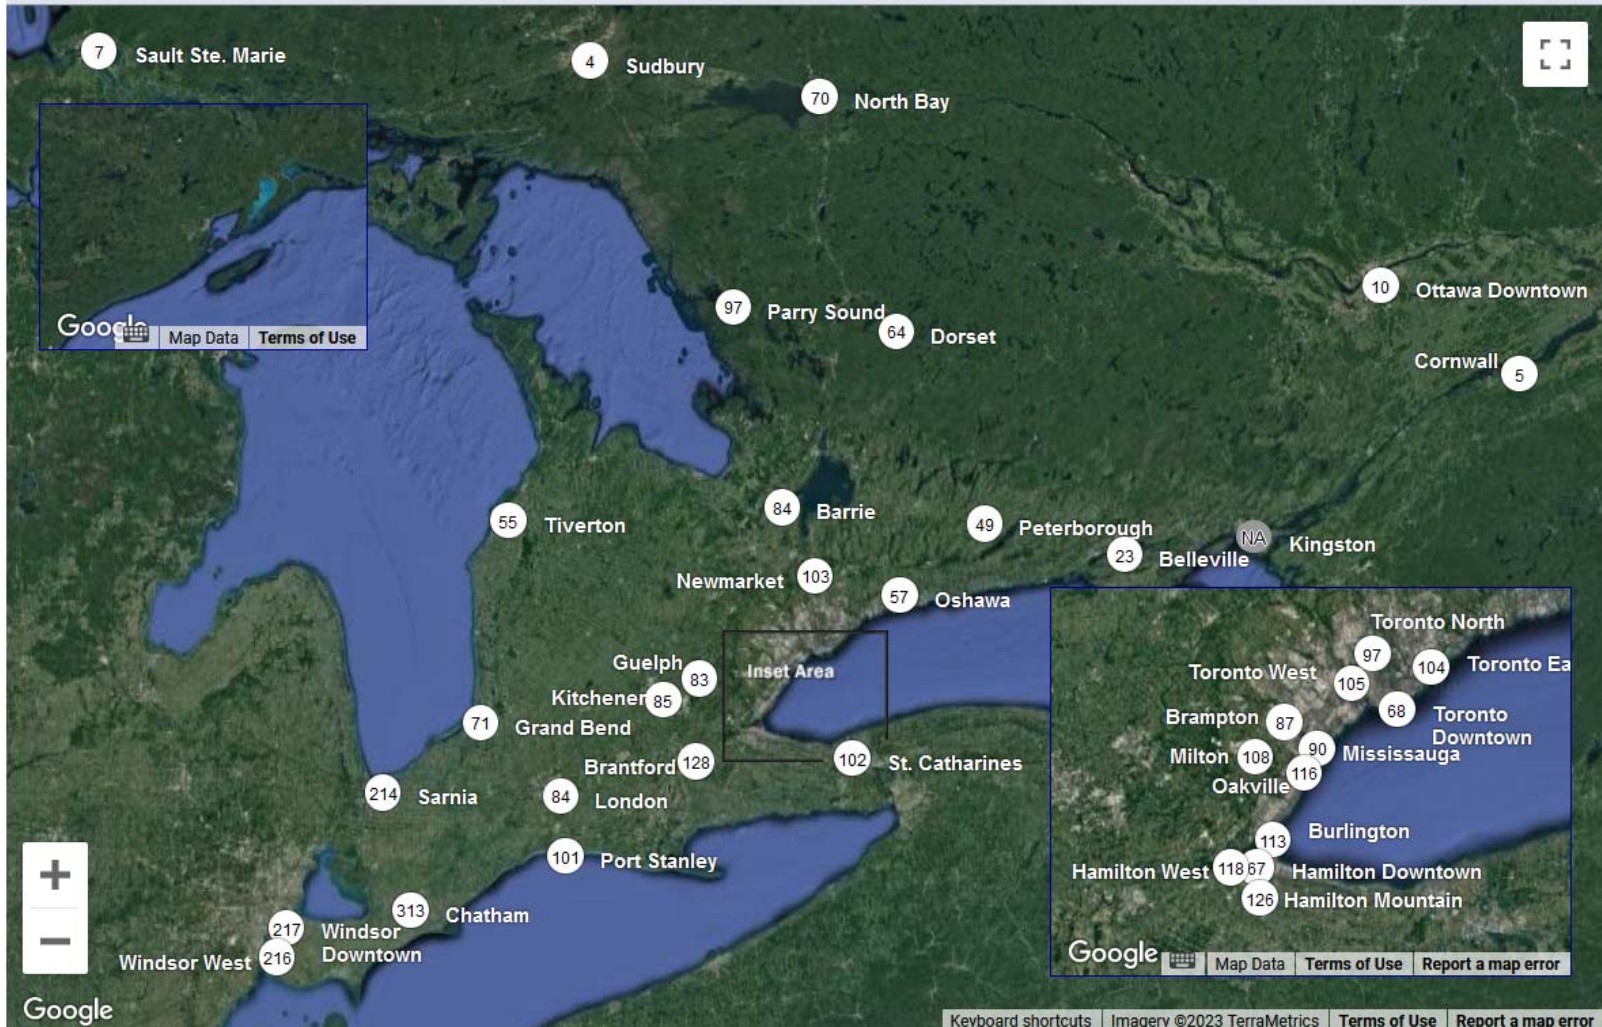 7 Sault Ste. Marie
4 Sudbury
70 North Bay
Google
Map Data Terms of Use
97 Parry Sound
64 Dorset
10 Ottawa Downtown
Cornwall 5
55 Tiverton
84 Barrie
49 Peterborough
23 Belleville
NA Kingston
Newmarket 103
57 Oshawa
Inset Area
Guelph 83
Kitchener 85
71 Grand Bend
Brantford 128
102 St. Catharines
214 Sarnia
84 London
101 Port Stanley
313 Chatham
217 Windsor
Downtown
Windsor West 216
Toronto North
97
Toronto West 105
104 Toronto Ea
68 Toronto
Downtown
Brampton 87
90 Mississauga
Milton 108
116
Oakville
113 Burlington
Hamilton West 118
67 Hamilton Downtown
126 Hamilton Mountain
Google
Map Data Terms of Use Report a map error
Google
Keyboard shortcuts Imagery ©2023 TerraMetrics Terms of Use Report a map error